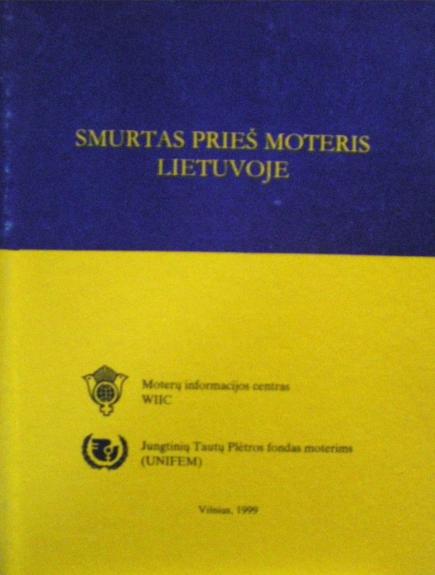 SMURTAS PRIEŠ MOTERIS
LIETUVOJE
Moterų informacijos centras
WIIC
Jungtinių Tautų Plėtros fondas moterims
(UNIFEM)
Vilnius, 1999